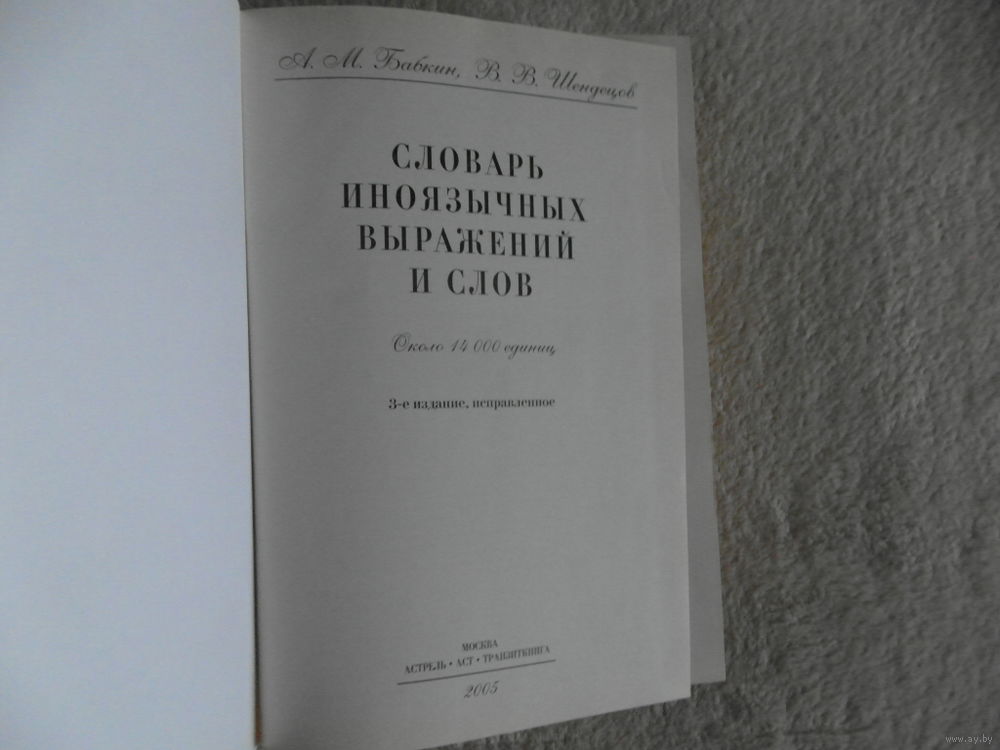 А. М. Бабкин, В. В. Шендецов
СЛОВАРЬ
ИНОЯЗЫЧНЫХ
ВЫРАЖЕНИЙ
И СЛОВ
Около 14 000 единиц
3-е издание, исправленное
МОСКВА
АСТРЕЛЬ • АСТ • ТРАНЗИТКНИГА
2005
www.ay.by